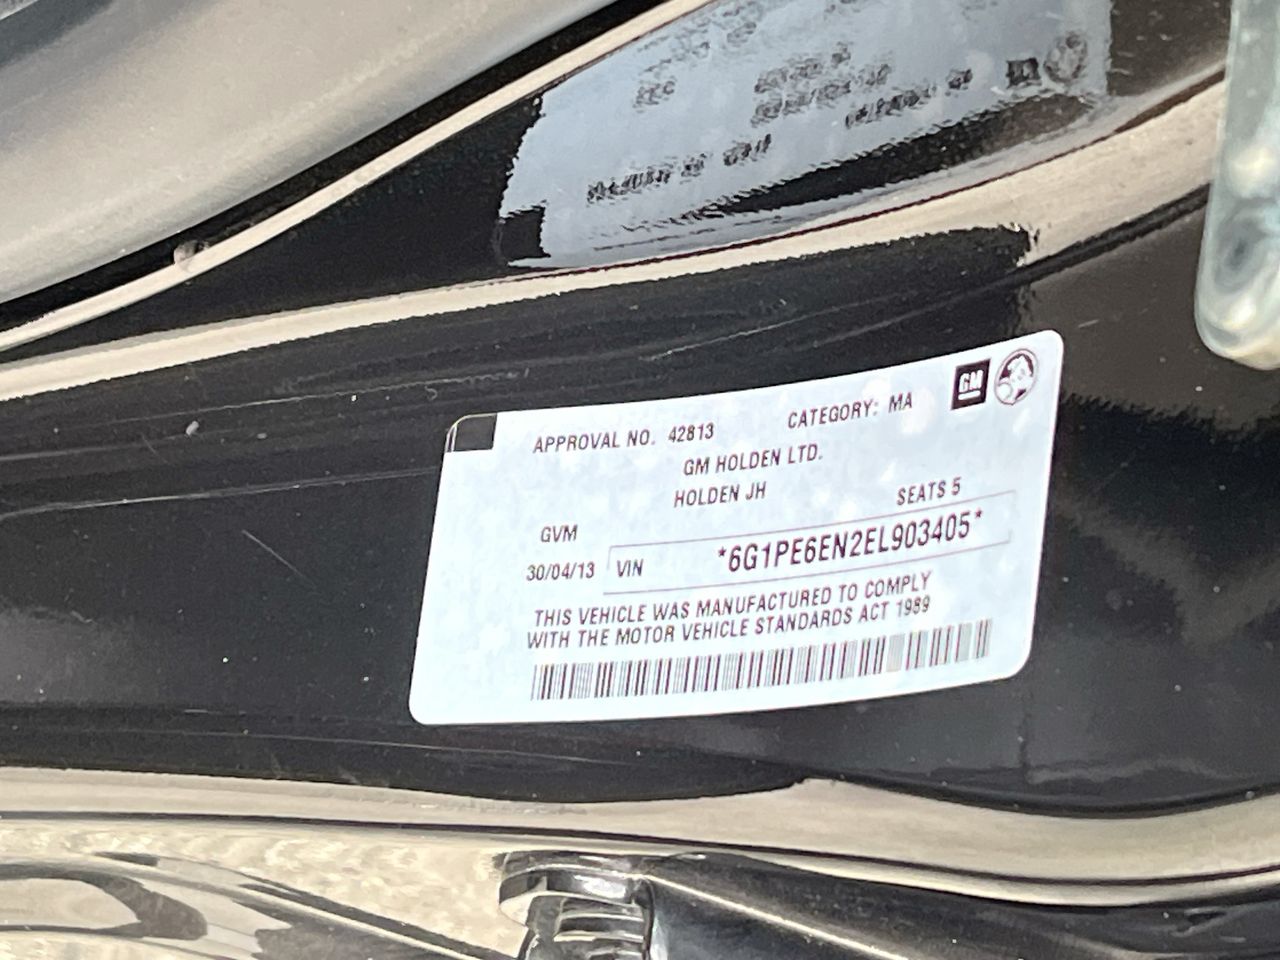 APPROVAL NO. 42813 CATEGORY: MA GM
GM HOLDEN LTD.
HOLDEN JH SEATS 5
GVM
30/04/13 VIN *6G1PE6EN2EL903405*
THIS VEHICLE WAS MANUFACTURED TO COMPLY
WITH THE MOTOR VEHICLE STANDARDS ACT 1989